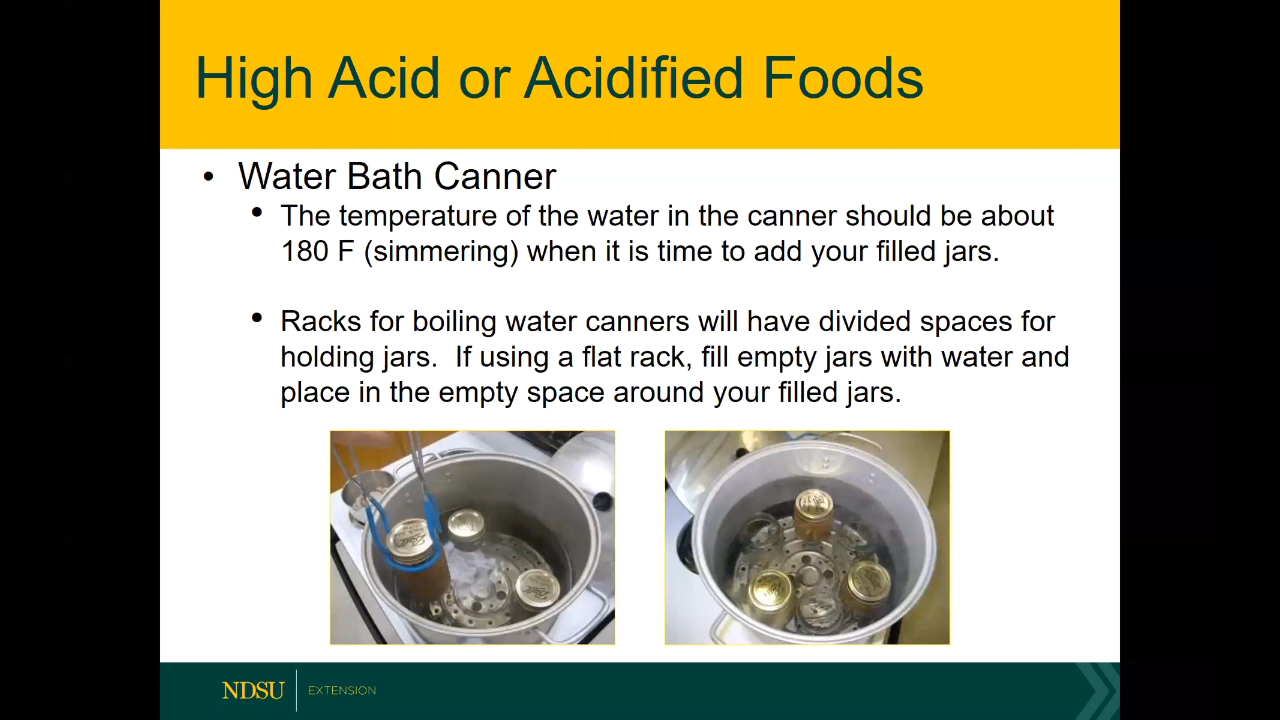 High Acid or Acidified Foods
• Water Bath Canner
• The temperature of the water in the canner should be about
180 F (simmering) when it is time to add your filled jars.
• Racks for boiling water canners will have divided spaces for
holding jars.  If using a flat rack, fill empty jars with water and
place in the empty space around your filled jars.
NDSU EXTENSION